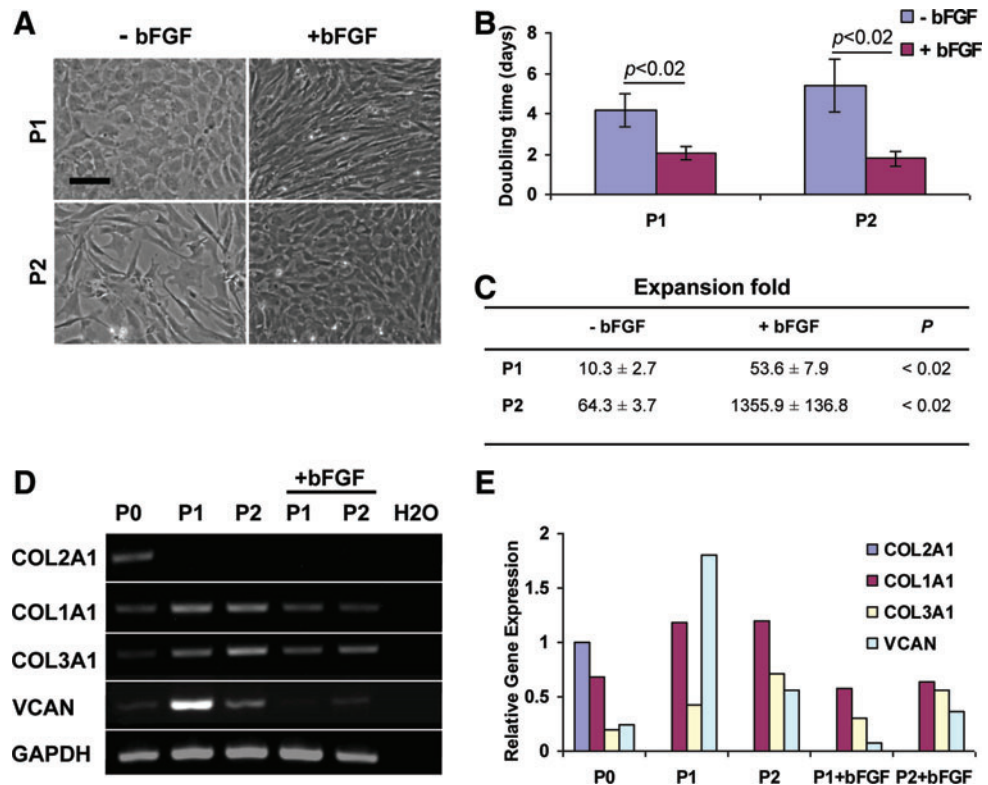 A
- bFGF +bFGF
P1
P2
B
Doubling time (days)
8
6
4
2
0
p<0.02
p<0.02
- bFGF
+ bFGF
P1 P2
C
Expansion fold
- bFGF + bFGF P
P1 10.3 ± 2.7 53.6 ± 7.9 < 0.02
P2 64.3 ± 3.7 1355.9 ± 136.8 < 0.02
D
+bFGF
P0 P1 P2 P1 P2 H2O
COL2A1
COL1A1
COL3A1
VCAN
GAPDH
E
Relative Gene Expression
2
1.5
1
0.5
0
COL2A1
COL1A1
COL3A1
VCAN
P0 P1 P2 P1+bFGF P2+bFGF